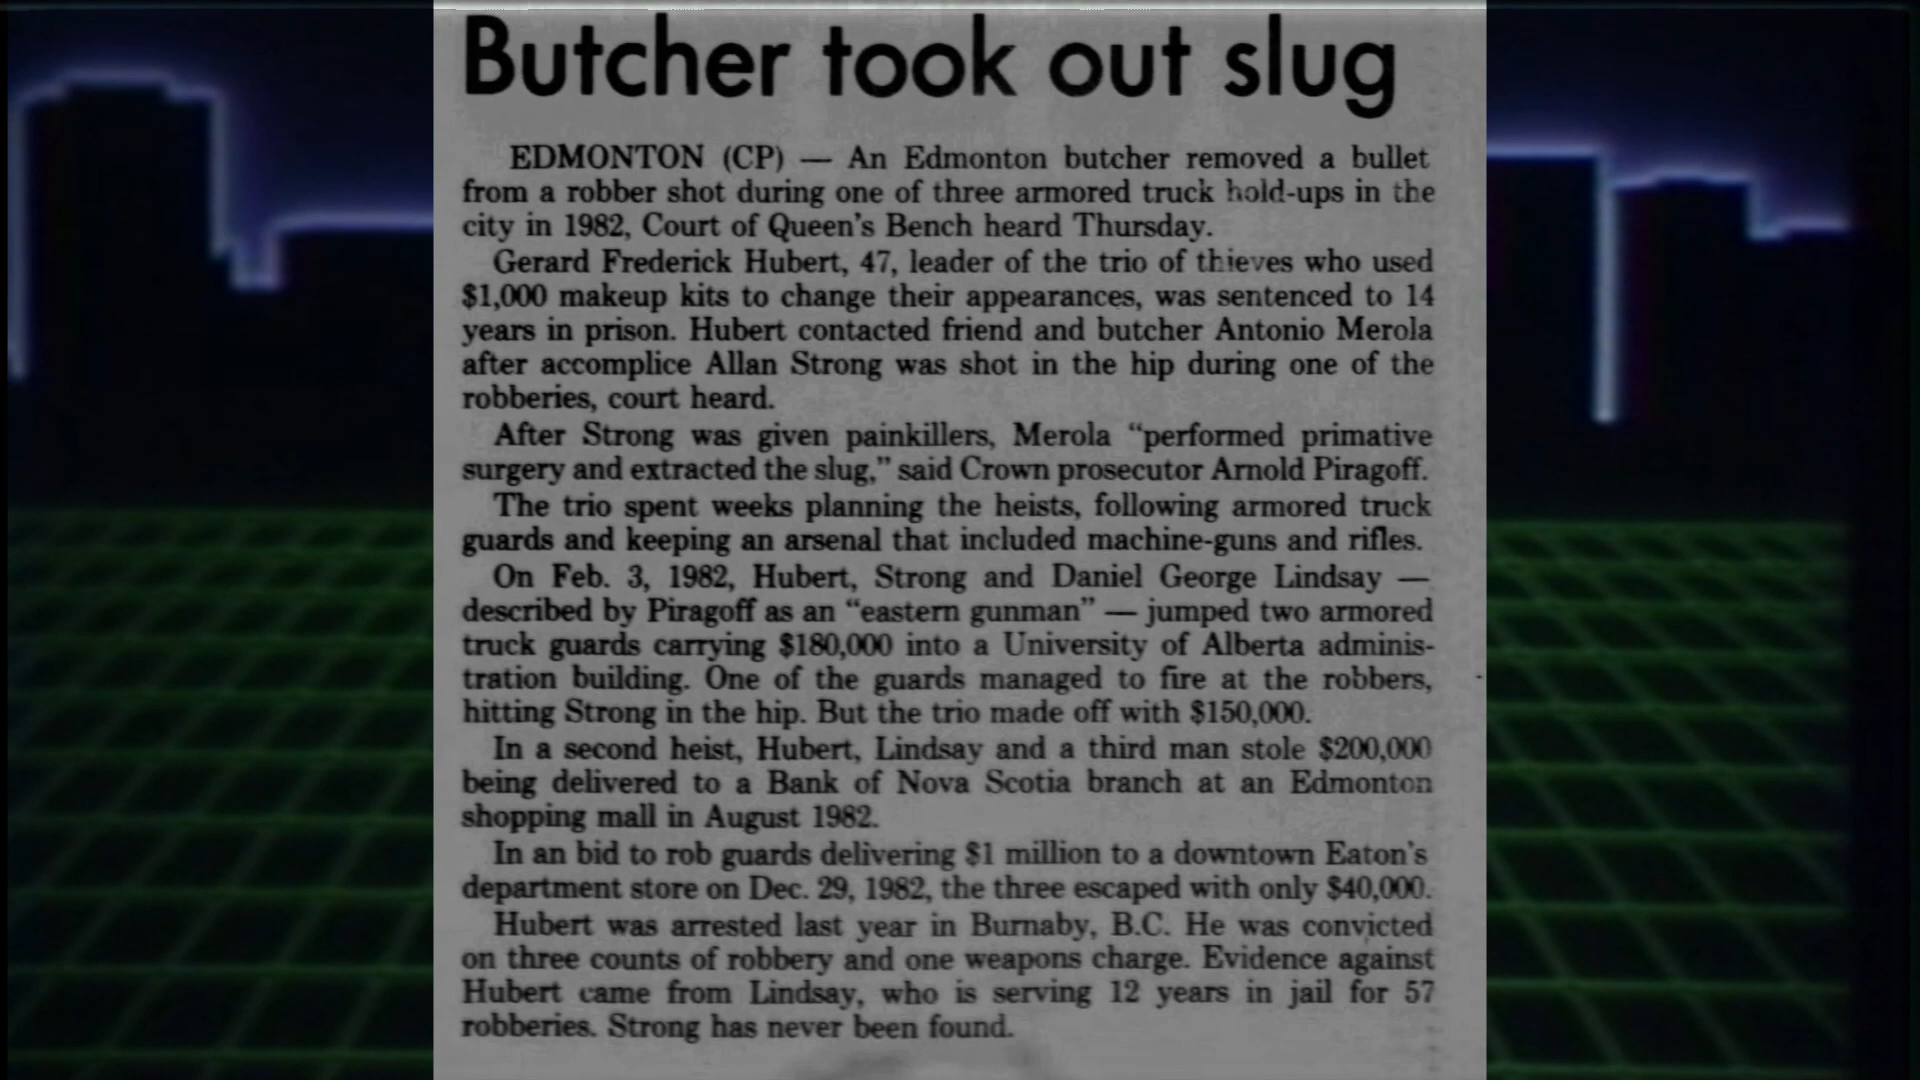 Butcher took out slug
EDMONTON (CP) — An Edmonton butcher removed a bullet
from a robber shot during one of three armored truck hold-ups in the
city in 1982, Court of Queen's Bench heard Thursday.
Gerard Frederick Hubert, 47, leader of the trio of thieves who used
$1,000 makeup kits to change their appearances, was sentenced to 14
years in prison. Hubert contacted friend and butcher Antonio Merola
after accomplice Allan Strong was shot in the hip during one of the
robberies, court heard.
After Strong was given painkillers, Merola “performed primative
surgery and extracted the slug,” said Crown prosecutor Arnold Piragoff.
The trio spent weeks planning the heists, following armored truck
guards and keeping an arsenal that included machine-guns and rifles.
On Feb. 3, 1982, Hubert, Strong and Daniel George Lindsay —
described by Piragoff as an “eastern gunman” — jumped two armored
truck guards carrying $180,000 into a University of Alberta adminis-
tration building. One of the guards managed to fire at the robbers,
hitting Strong in the hip. But the trio made off with $150,000.
In a second heist, Hubert, Lindsay and a third man stole $200,000
being delivered to a Bank of Nova Scotia branch at an Edmonton
shopping mall in August 1982.
In an bid to rob guards delivering $1 million to a downtown Eaton's
department store on Dec. 29, 1982, the three escaped with only $40,000.
Hubert was arrested last year in Burnaby, B.C. He was convicted
on three counts of robbery and one weapons charge. Evidence against
Hubert came from Lindsay, who is serving 12 years in jail for 57
robberies. Strong has never been found.